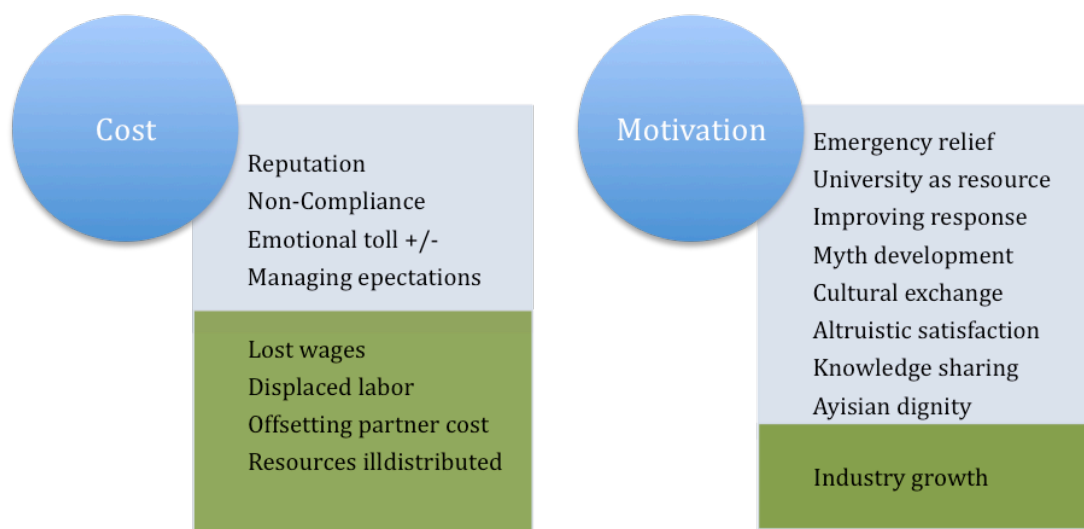 Cost
Reputation
Non-Compliance
Emotional toll +/-
Managing epectations
Lost wages
Displaced labor
Offsetting partner cost
Resources illdistributed
Motivation
Emergency relief
University as resource
Improving response
Myth development
Cultural exchange
Altruistic satisfaction
Knowledge sharing
Ayisian dignity
Industry growth